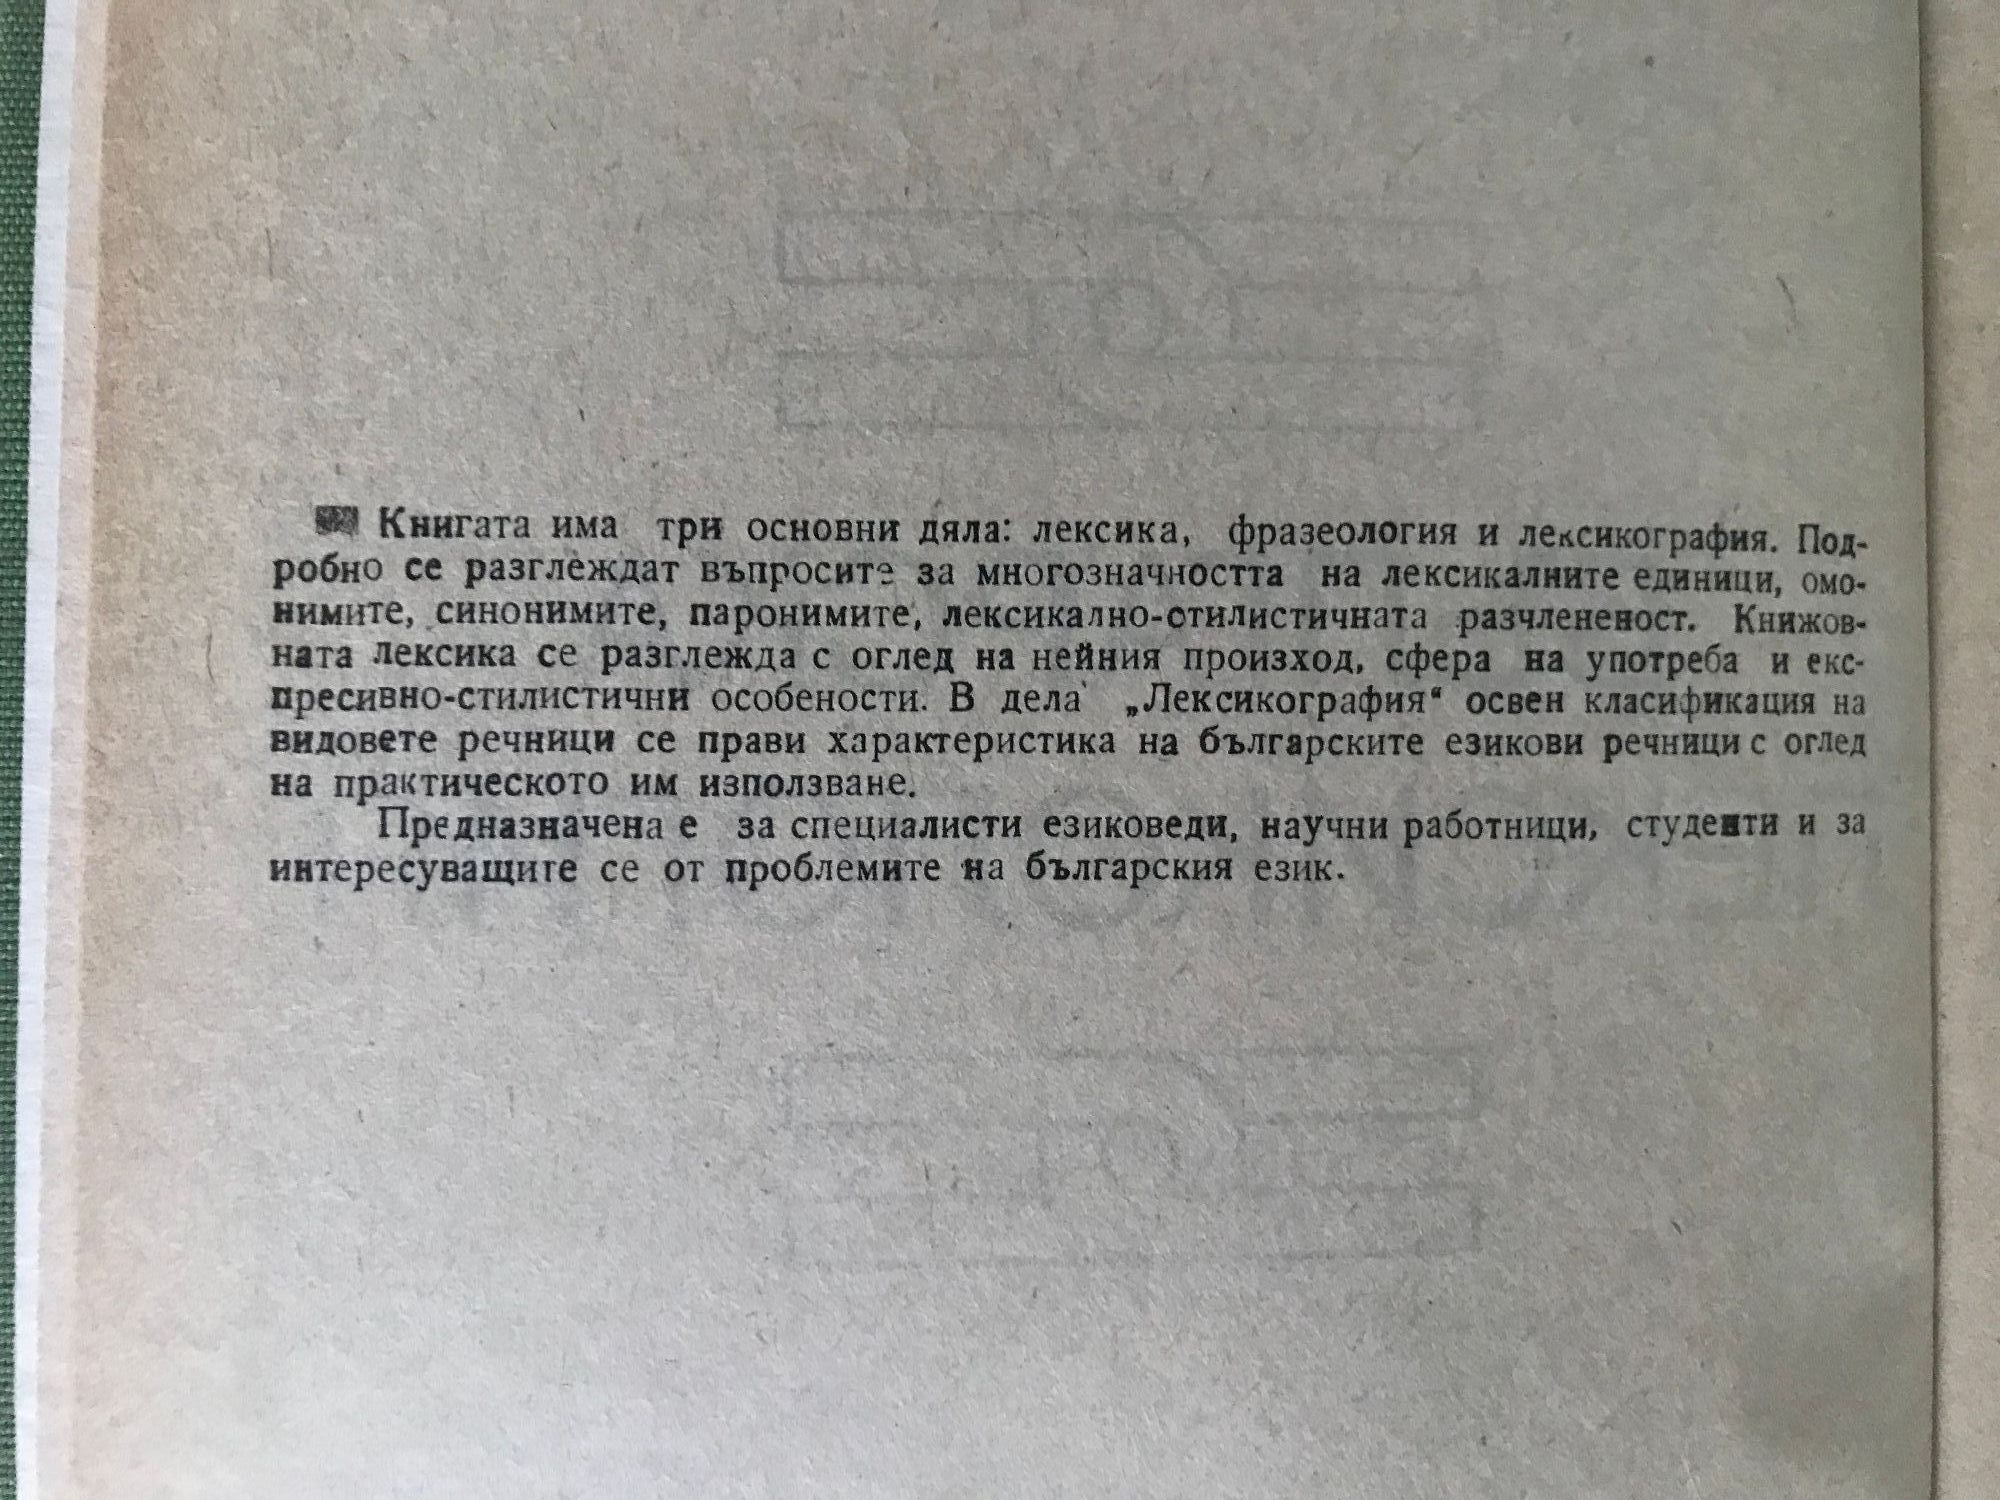 Книгата има три основни дяла: лексика, фразеология и лексикография. Под-
робно се разглеждат въпросите за многозначността на лексикалните единици, омо-
нимите, синонимите, паронимите, лексикално-стилистичната разчлененост. Книжов-
ната лексика се разглежда с оглед на нейния произход, сфера на употреба и екс-
пресивно-стилистични особености. В дела „Лексикография“ освен класификация на
видовете речници се прави характеристика на българските езикови речници с оглед
на практическото им използване.
Предназначена е за специалисти езиковеди, научни работници, студенти и за
интересуващите се от проблемите на българския език.